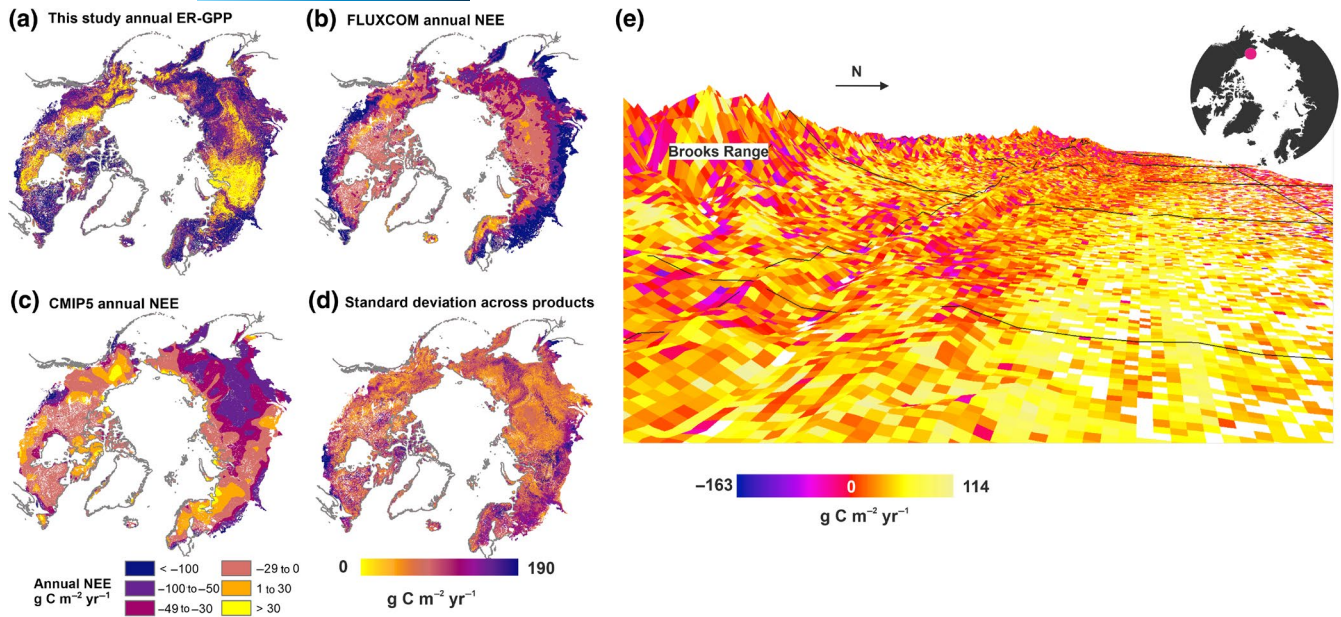 (a) This study annual ER-GPP
(b) FLUXCOM annual NEE
(c) CMIP5 annual NEE
(d) Standard deviation across products
Annual NEE
g C m⁻² yr⁻¹
< −100
−100 to −50
−49 to −30
−29 to 0
1 to 30
> 30
0
190
g C m⁻² yr⁻¹
(e)
N
Brooks Range
−163
0
114
g C m⁻² yr⁻¹